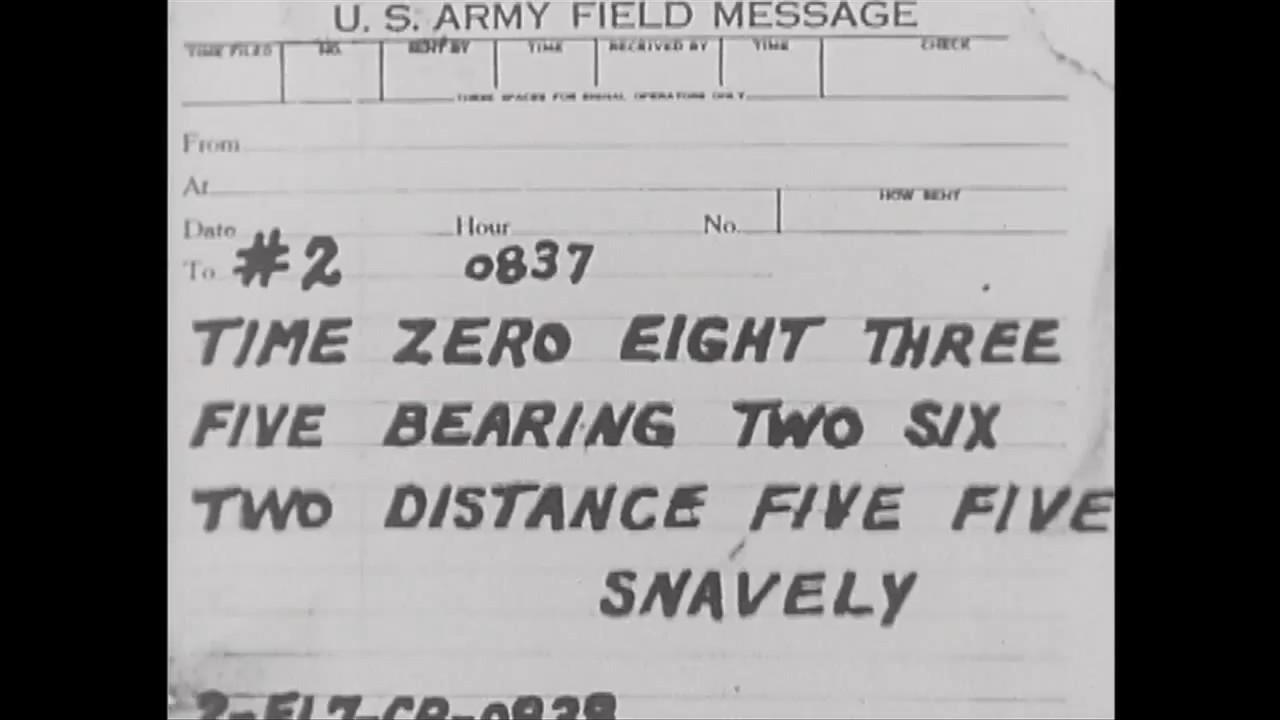 U. S. ARMY FIELD MESSAGE
TIME FILED NO. SENT BY TIME RECEIVED BY TIME CHECK
THESE SPACES FOR SIGNAL OPERATORS ONLY
From
At
HOW SENT
Date Hour No.
To #2 0837
TIME ZERO EIGHT THREE
FIVE BEARING TWO SIX
TWO DISTANCE FIVE FIVE
SNAVELY